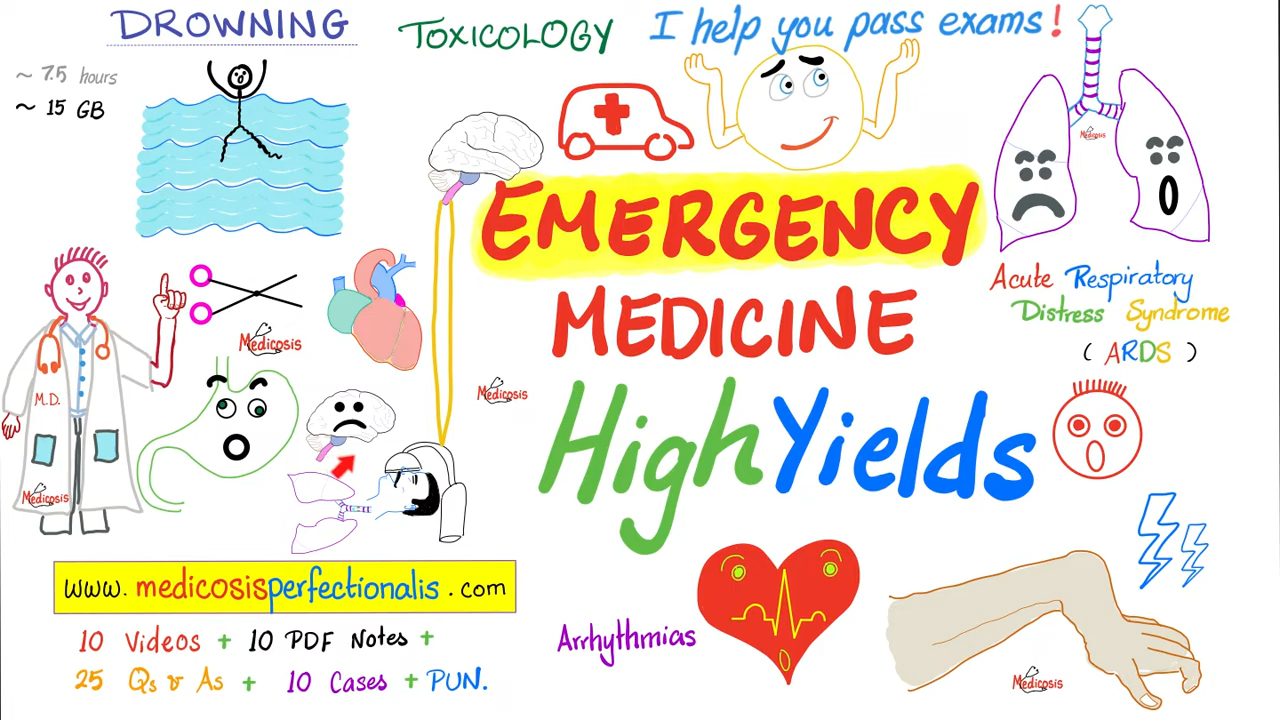 DROWNING
TOXICOLOGY
I help you pass exams!
~ 7.5 hours
~ 15 GB
Medicosis
EMERGENCY
MEDICINE
High Yields
Acute Respiratory
Distress Syndrome
(ARDS)
Medicosis
Medicosis
M.D.
Medicosis
www.medicosisperfectionalis.com
10 Videos + 10 PDF Notes +
25 Qs & As + 10 Cases + PUN.
Arrhythmias
Medicosis